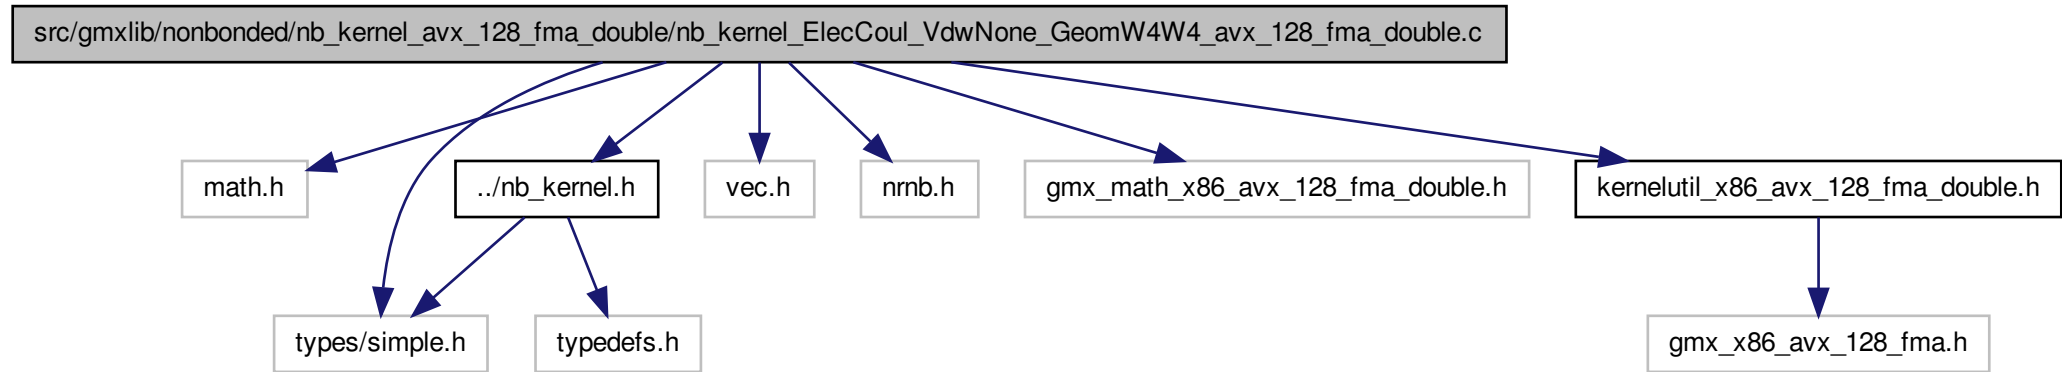 src/gmxlib/nonbonded/nb_kernel_avx_128_fma_double/nb_kernel_ElecCoul_VdwNone_GeomW4W4_avx_128_fma_double.c
math.h
../nb_kernel.h
vec.h
nrnb.h
gmx_math_x86_avx_128_fma_double.h
kernelutil_x86_avx_128_fma_double.h
types/simple.h
typedefs.h
gmx_x86_avx_128_fma.h